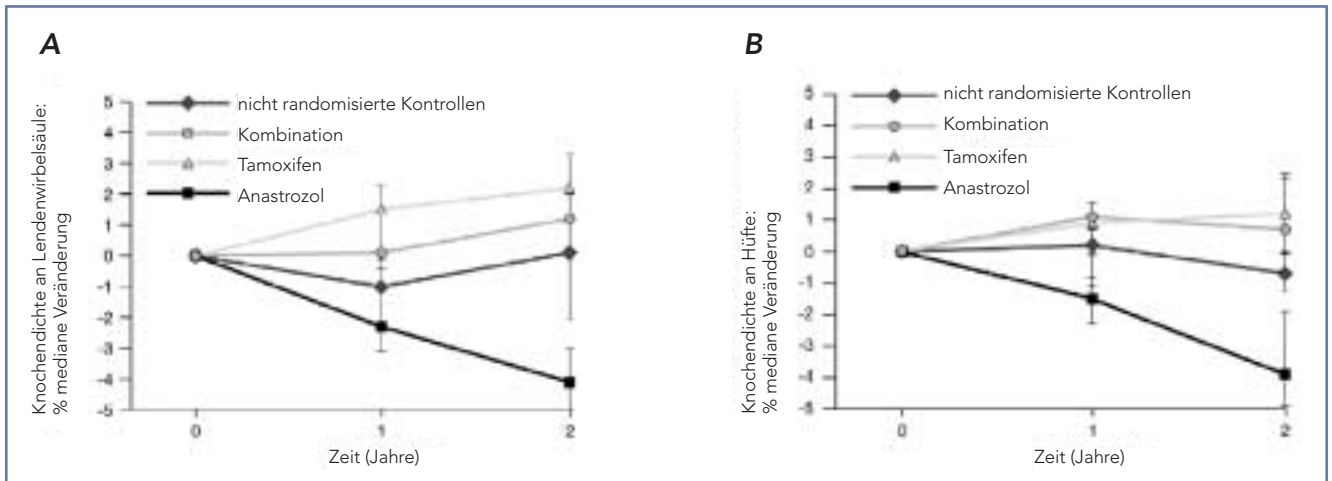 A
nicht randomisierte Kontrollen
Kombination
Tamoxifen
Anastrozol
Knochendichte an Lendenwirbelsäule:
% mediane Veränderung
5
4
3
2
1
0
-1
-2
-3
-4
-5
0 1 2
Zeit (Jahre)
B
nicht randomisierte Kontrollen
Kombination
Tamoxifen
Anastrozol
Knochendichte an Hüfte:
% mediane Veränderung
5
4
3
2
1
0
-1
-2
-3
-4
-5
0 1 2
Zeit (Jahre)